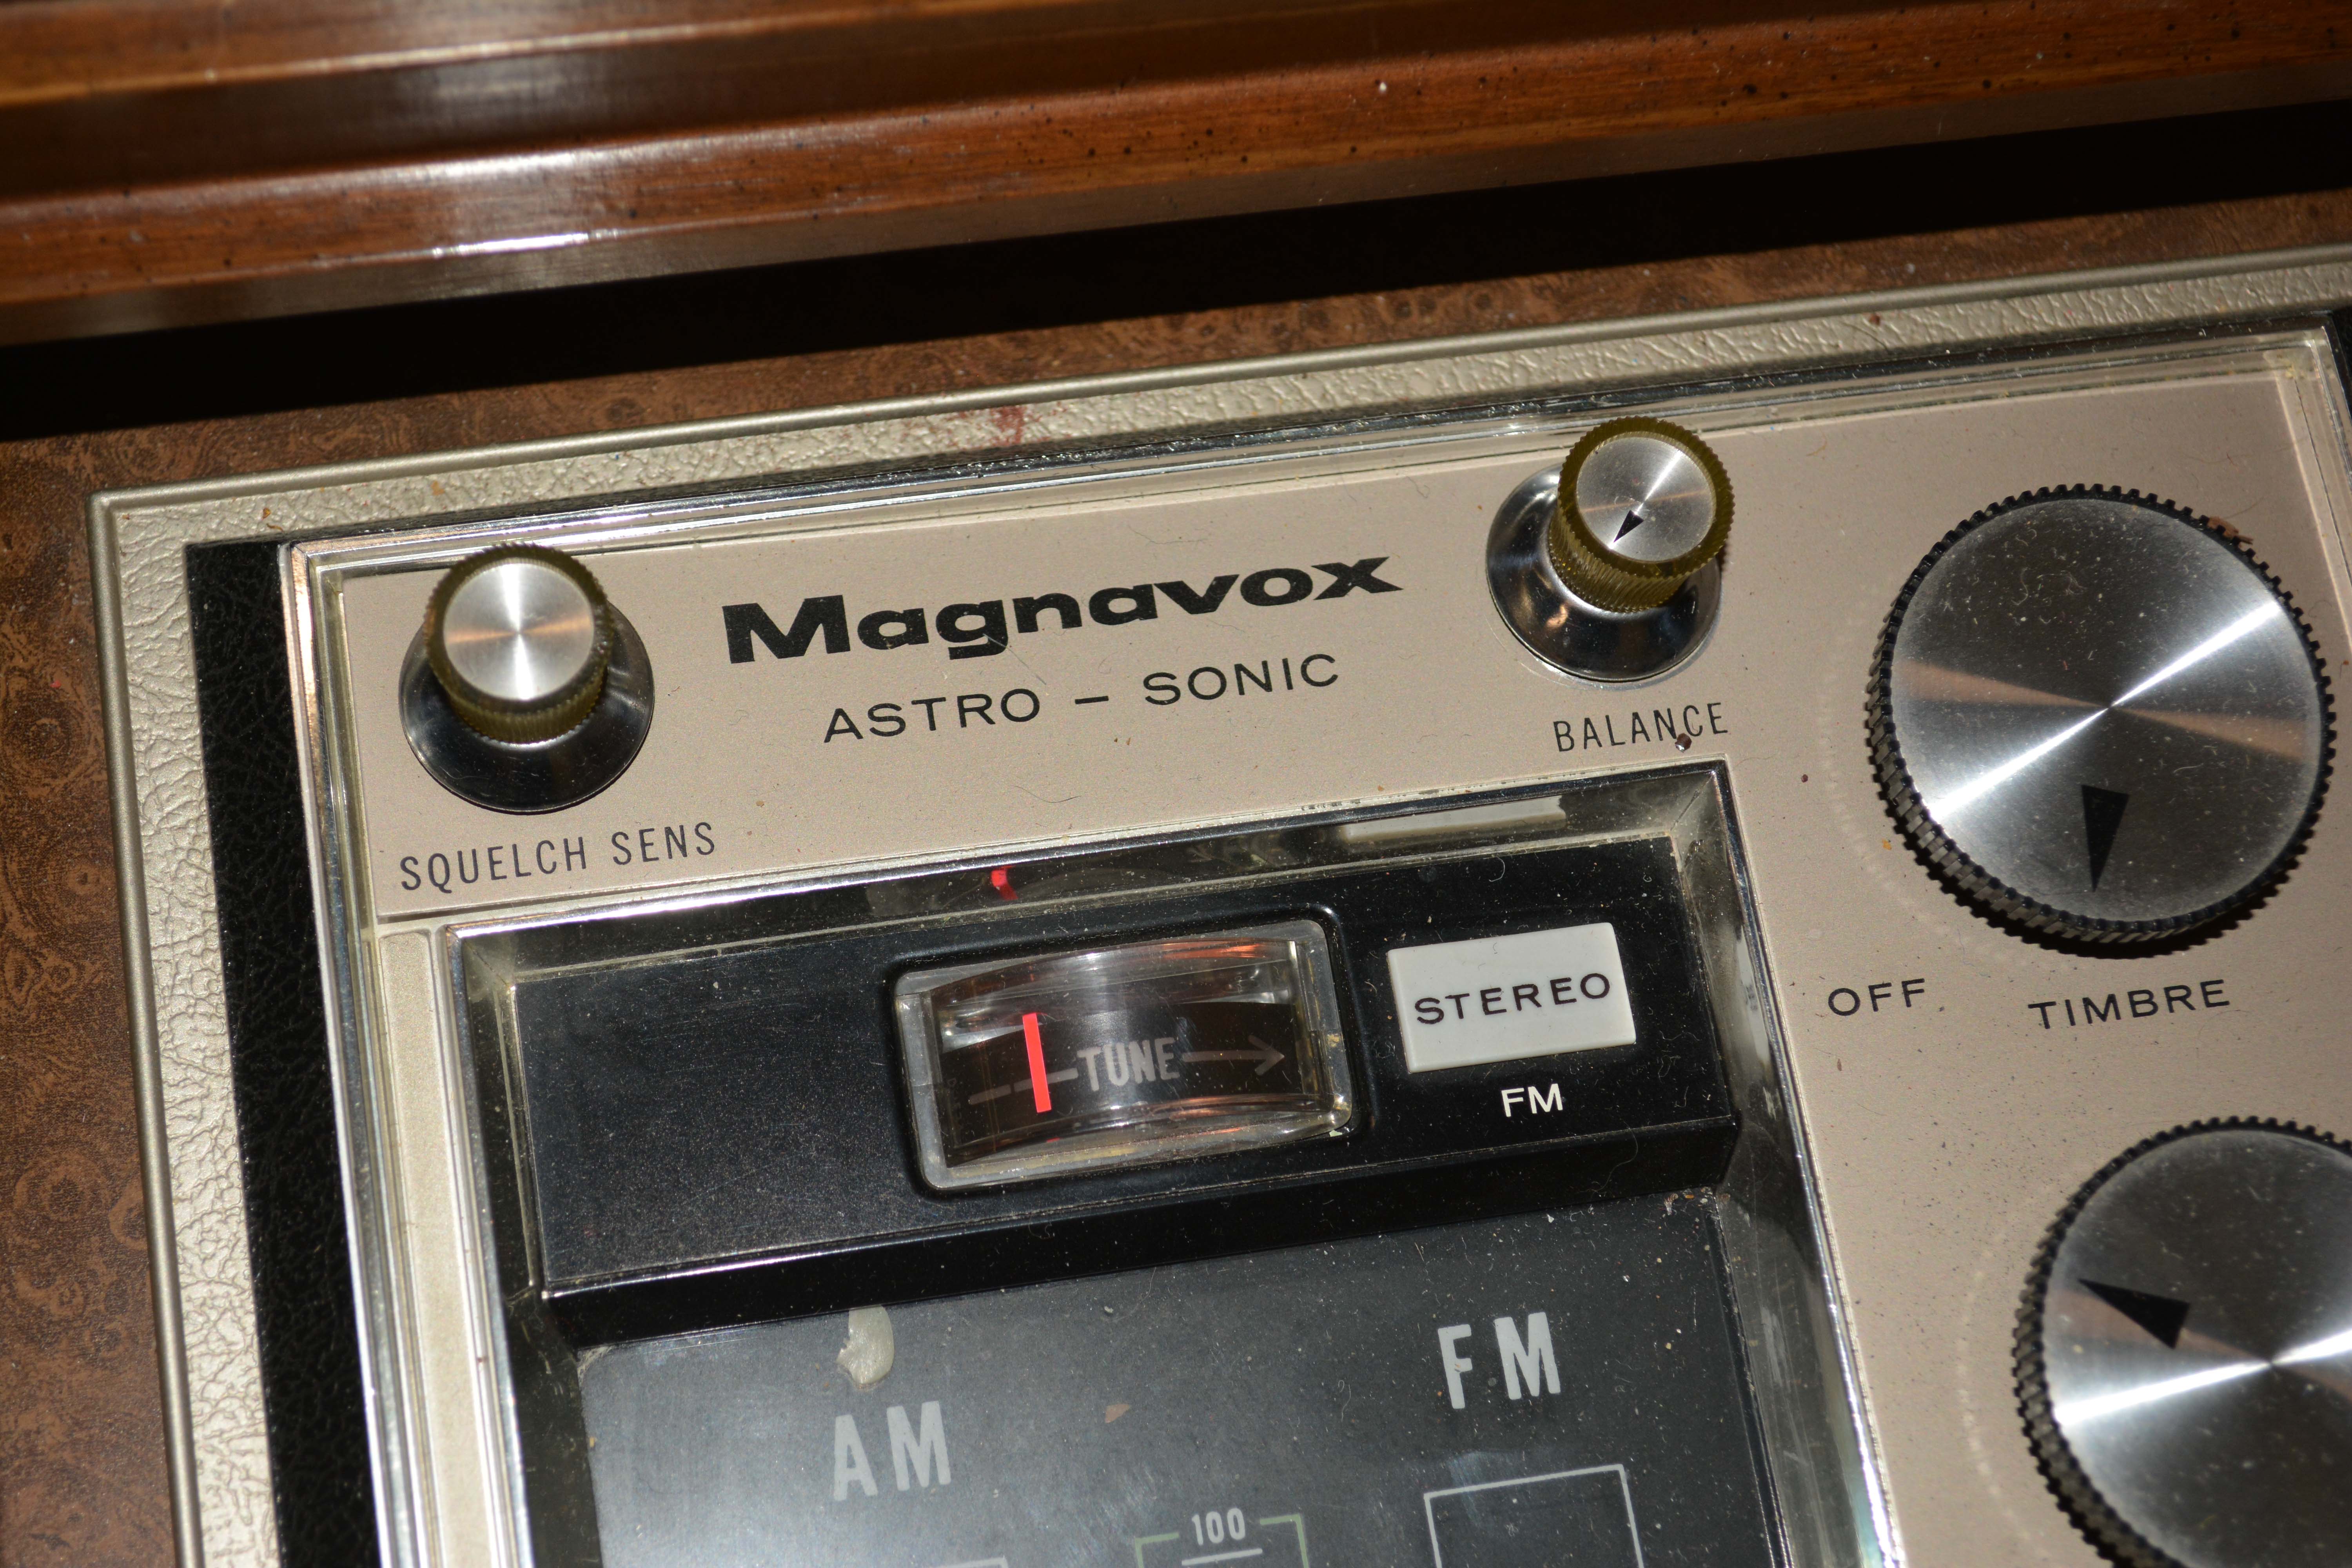 Magnavox
ASTRO – SONIC
BALANCE
SQUELCH SENS
OFF TIMBRE
TUNE
STEREO
FM
AM FM
100